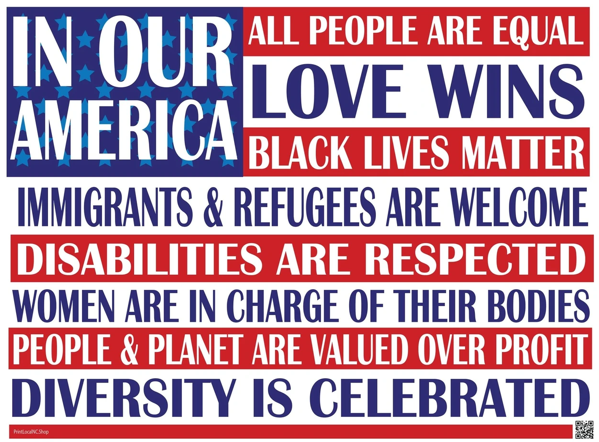 IN OUR
AMERICA
ALL PEOPLE ARE EQUAL
LOVE WINS
BLACK LIVES MATTER
IMMIGRANTS & REFUGEES ARE WELCOME
DISABILITIES ARE RESPECTED
WOMEN ARE IN CHARGE OF THEIR BODIES
PEOPLE & PLANET ARE VALUED OVER PROFIT
DIVERSITY IS CELEBRATED
PrintLocalNC.Shop